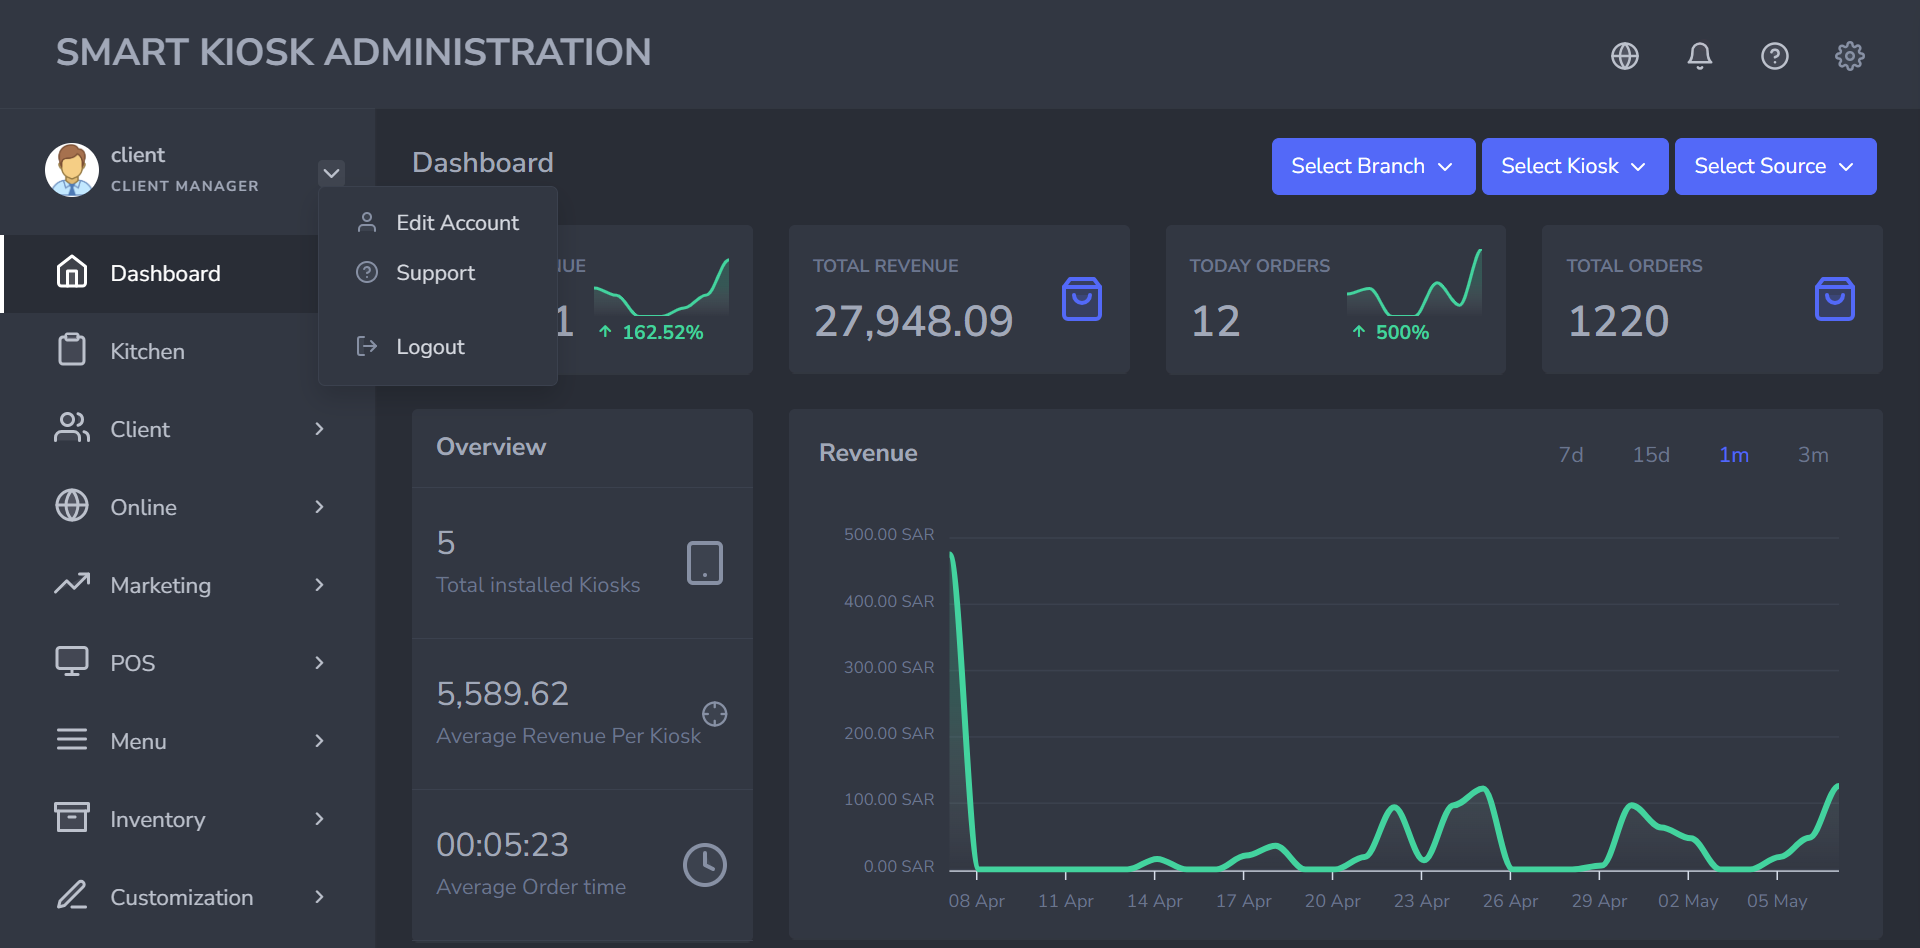 SMART KIOSK ADMINISTRATION
client
CLIENT MANAGER
Dashboard
Kitchen
Client
Online
Marketing
POS
Menu
Inventory
Customization
Edit Account
Support
Logout
Dashboard
Select Branch
Select Kiosk
Select Source
162.52%
TOTAL REVENUE
27,948.09
TODAY ORDERS
12
500%
TOTAL ORDERS
1220
Overview
5
Total installed Kiosks
5,589.62
Average Revenue Per Kiosk
00:05:23
Average Order time
Revenue
7d 15d 1m 3m
500.00 SAR
400.00 SAR
300.00 SAR
200.00 SAR
100.00 SAR
0.00 SAR
08 Apr 11 Apr 14 Apr 17 Apr 20 Apr 23 Apr 26 Apr 29 Apr 02 May 05 May